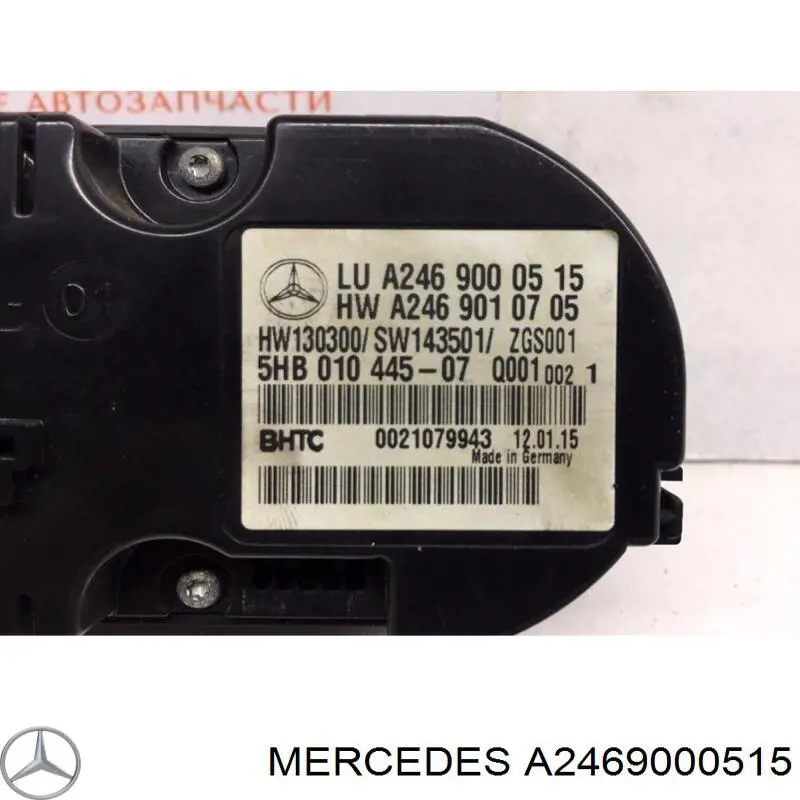 Е АВТОЗАПЧАСТИ
01
LU A246 900 05 15
HW A246 901 07 05
HW130300/ SW143501/ ZGS001
5HB 010 445-07 Q001 002 1
BHTC 0021079943 12.01.15
Made in Germany
MERCEDES A2469000515